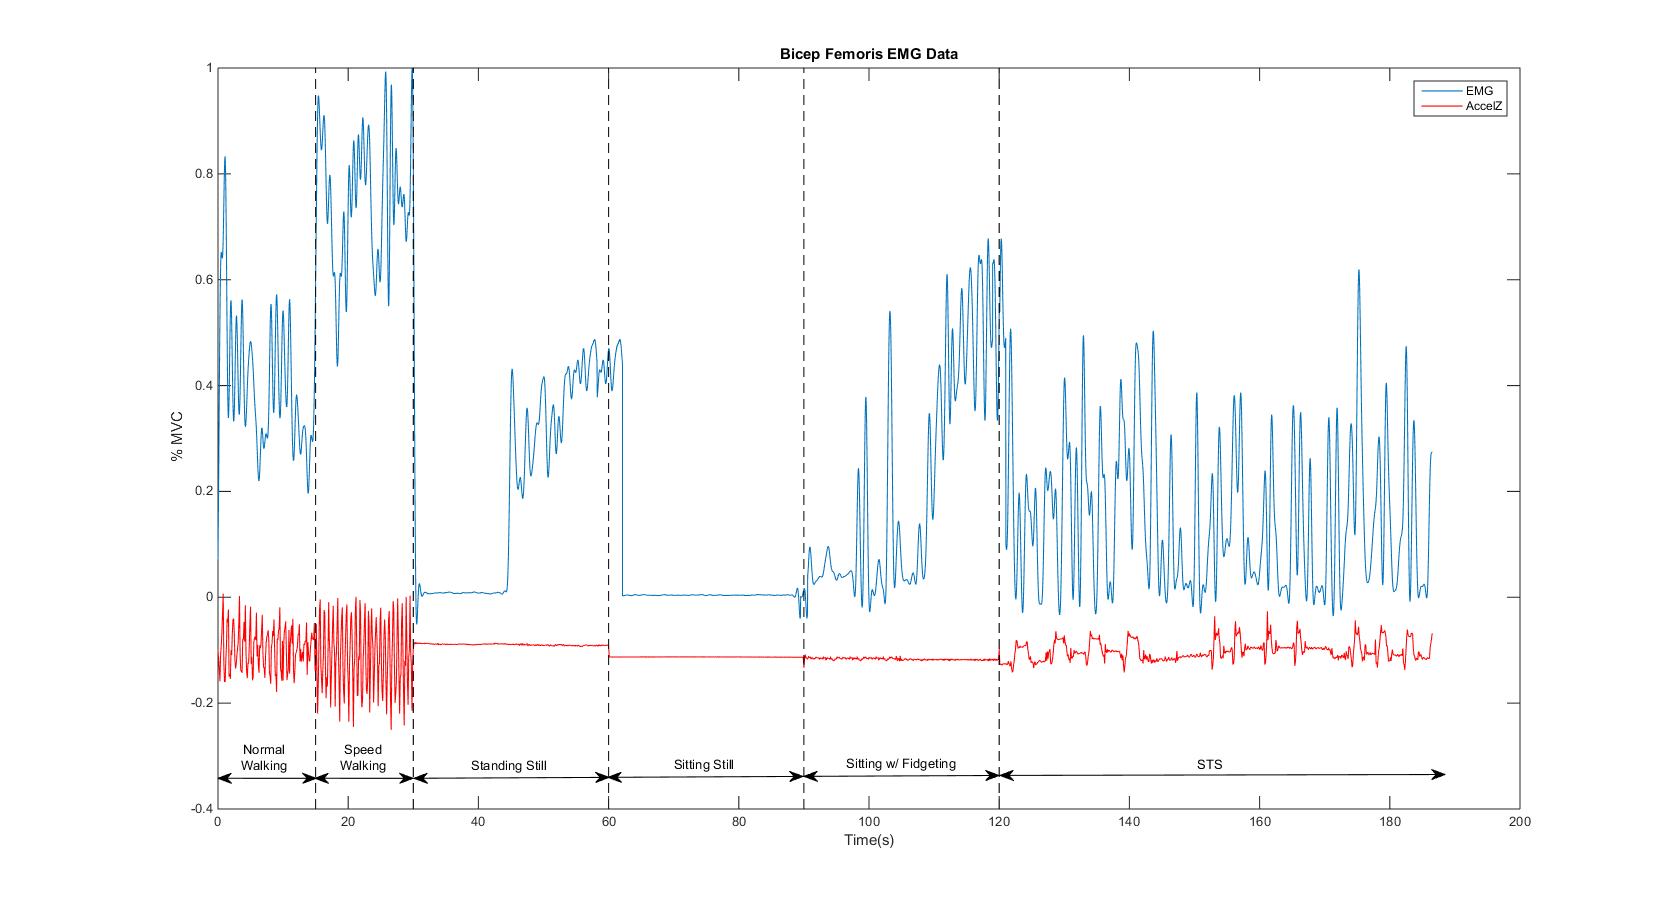 Bicep Femoris EMG Data
EMG
AccelZ
1
0.8
0.6
0.4
0.2
0
-0.2
-0.4
% MVC
Normal
Walking
Speed
Walking
Standing Still
Sitting Still
Sitting w/ Fidgeting
STS
0 20 40 60 80 100 120 140 160 180 200
Time(s)